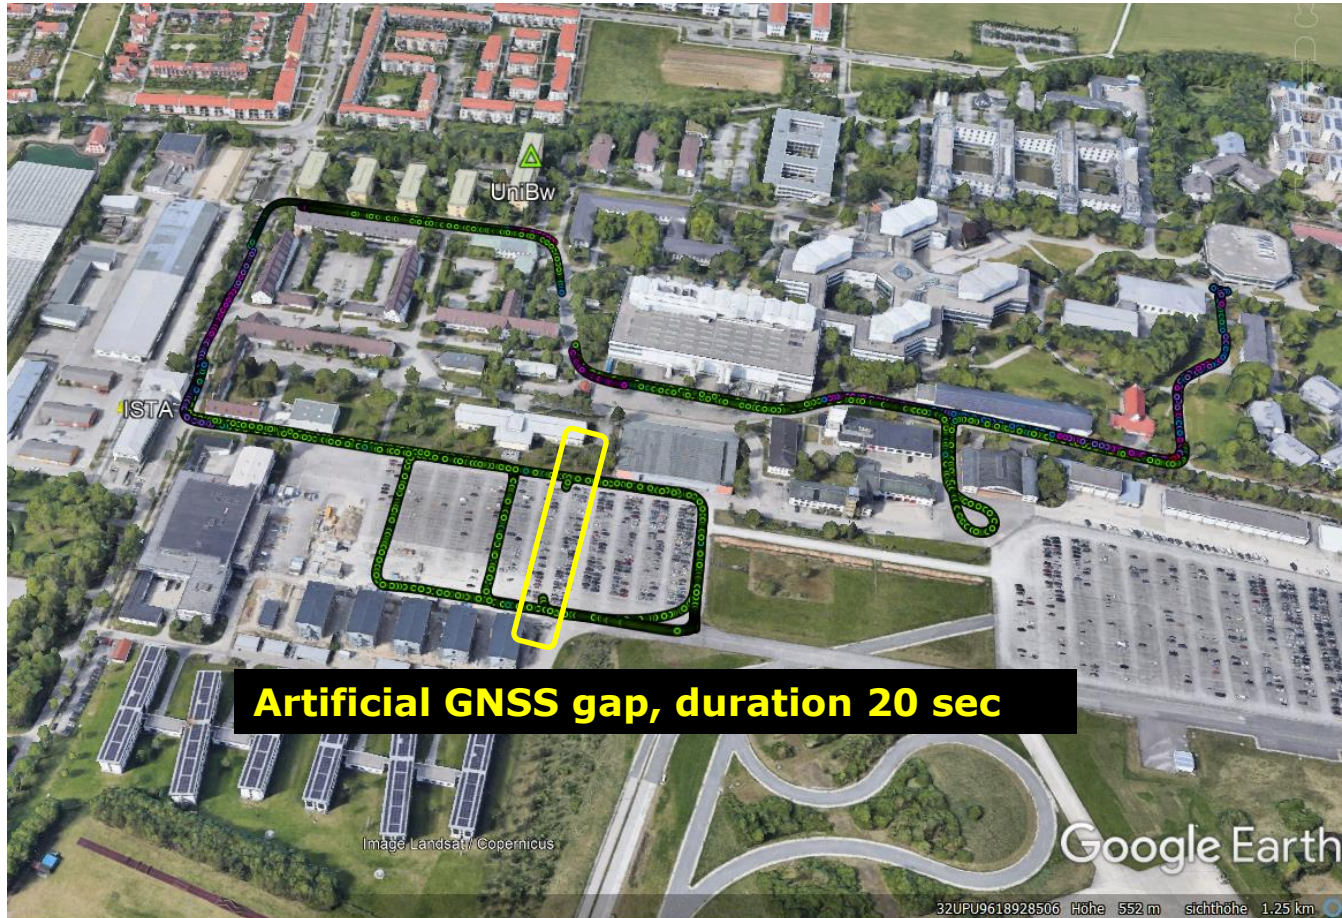 UniBw
ISTA
Artificial GNSS gap, duration 20 sec
Image Landsat / Copernicus
Google Earth
32UPU9618928506 Höhe 552 m sichthöhe 1.25 km